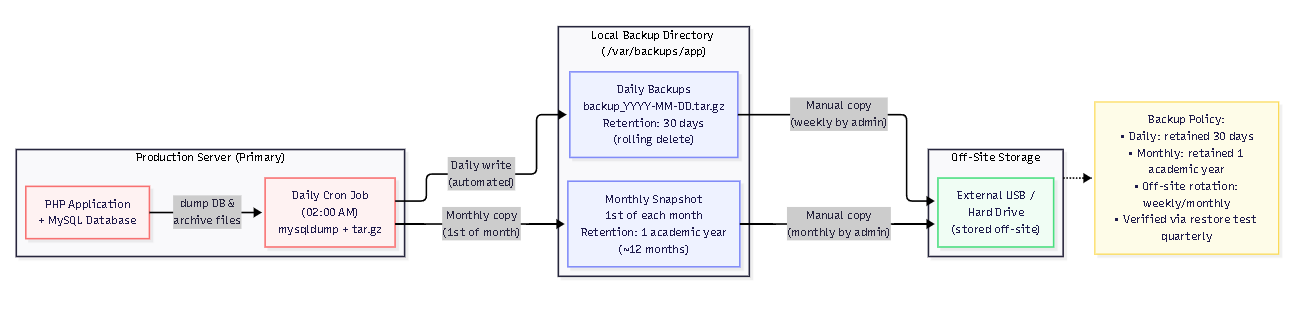 Production Server (Primary)
PHP Application
+ MySQL Database
dump DB &
archive files
Daily Cron Job
(02:00 AM)
mysqldump + tar.gz
Daily write
(automated)
Monthly copy
(1st of month)
Local Backup Directory
(/var/backups/app)
Daily Backups
backup_YYYY-MM-DD.tar.gz
Retention: 30 days
(rolling delete)
Monthly Snapshot
1st of each month
Retention: 1 academic year
(~12 months)
Manual copy
(weekly by admin)
Manual copy
(monthly by admin)
Off-Site Storage
External USB /
Hard Drive
(stored off-site)
Backup Policy:
• Daily: retained 30 days
• Monthly: retained 1
academic year
• Off-site rotation:
weekly/monthly
• Verified via restore test
quarterly